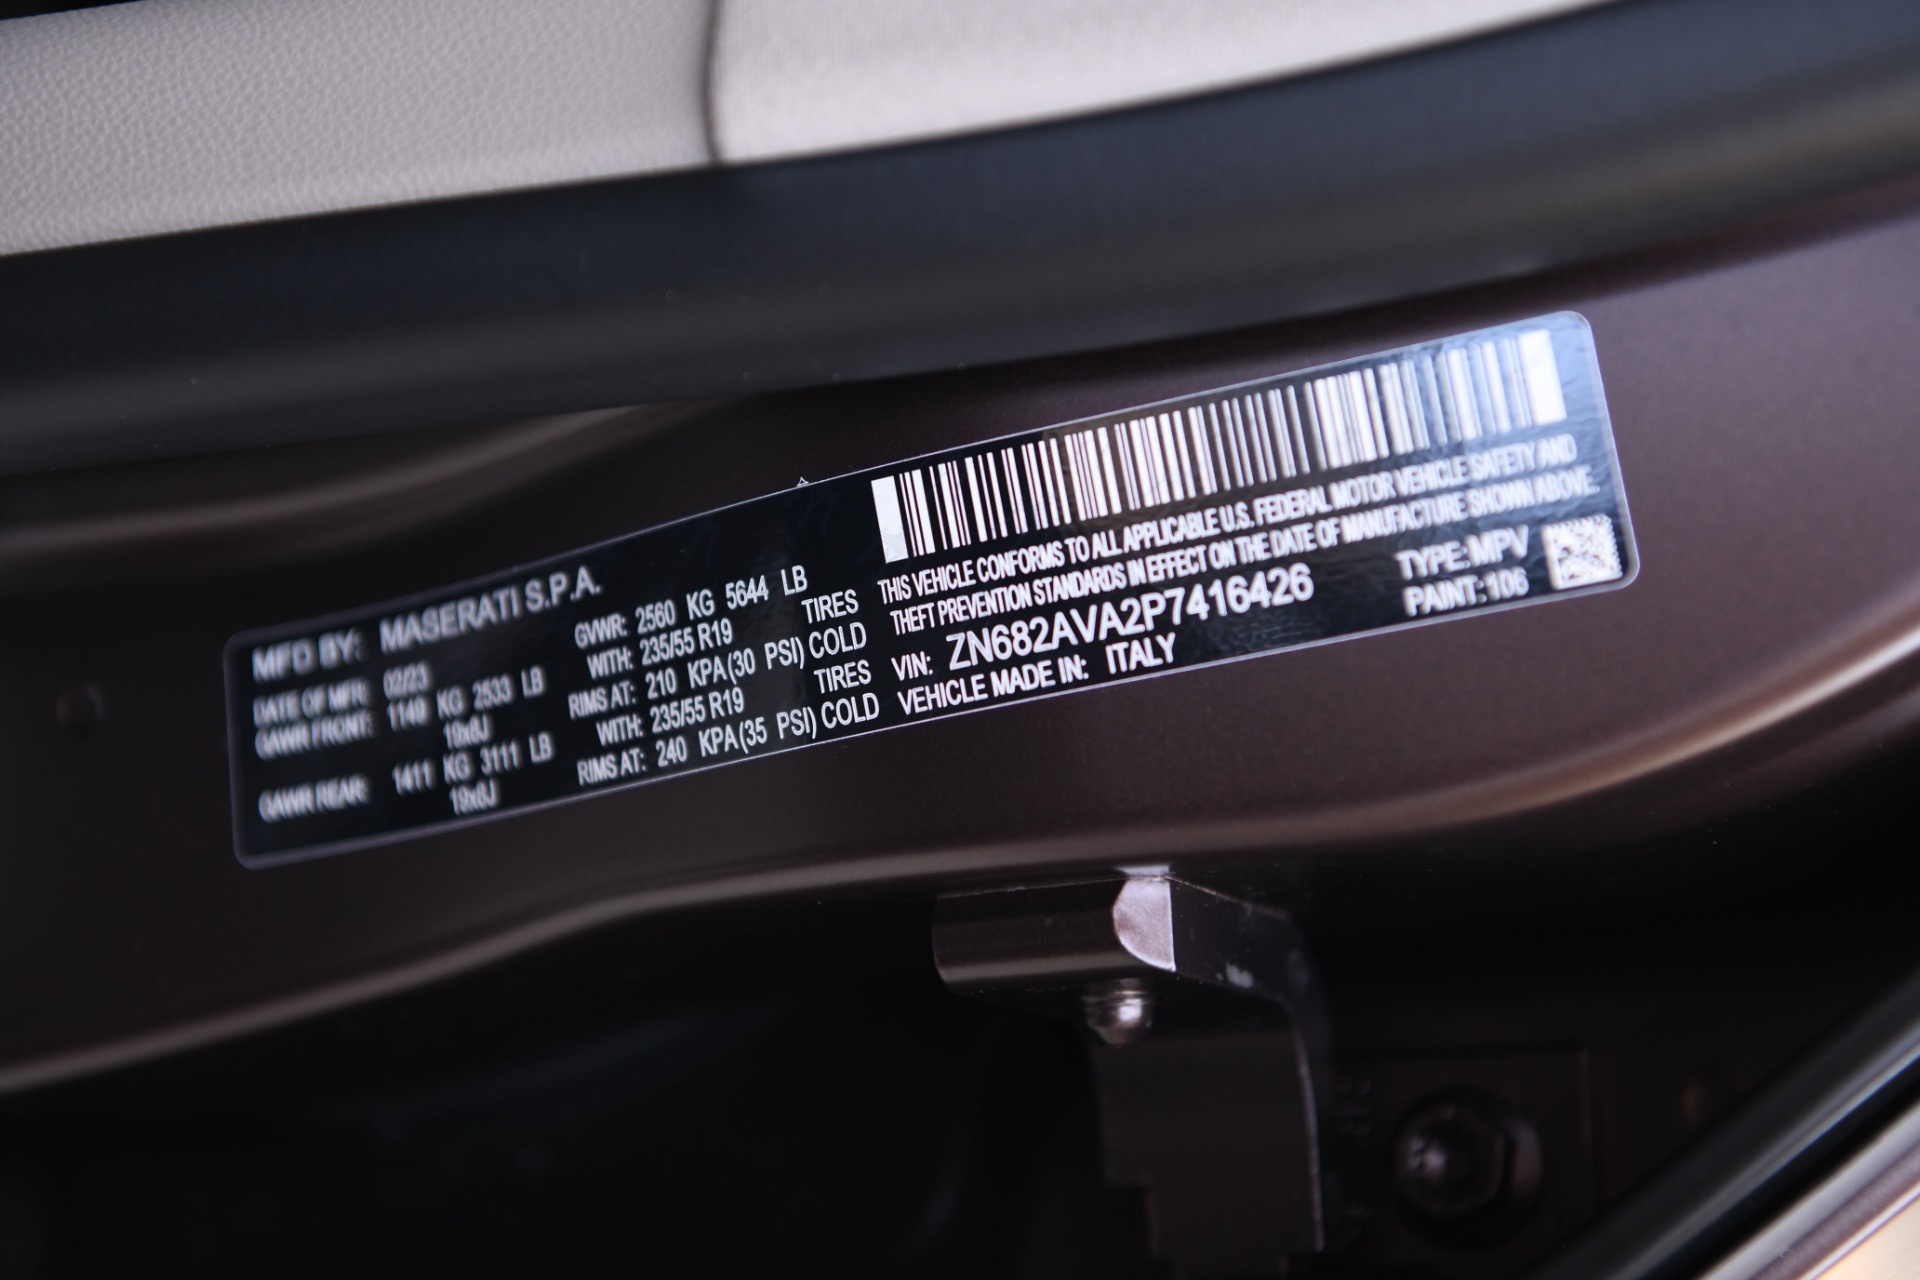 MFD BY: MASERATI S.P.A.
DATE OF MFR: 02/23 GVWR: 2560 KG 5644 LB
GAWR FRONT: 1149 KG 2533 LB WITH: 235/55 R19 TIRES
19x8J RIMS AT: 210 KPA(30 PSI) COLD
GAWR REAR: 1411 KG 3111 LB WITH: 235/55 R19 TIRES
19x8J RIMS AT: 240 KPA(35 PSI) COLD
THIS VEHICLE CONFORMS TO ALL APPLICABLE U.S. FEDERAL MOTOR VEHICLE SAFETY AND
THEFT PREVENTION STANDARDS IN EFFECT ON THE DATE OF MANUFACTURE SHOWN ABOVE.
VIN: ZN682AVA2P7416426 TYPE: MPV
VEHICLE MADE IN: ITALY PAINT: 106